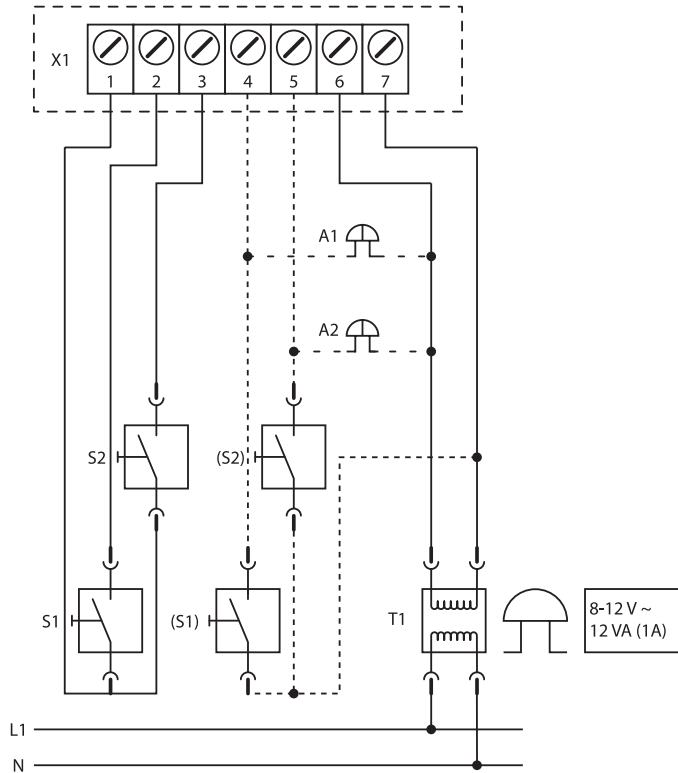 X1
1 2 3 4 5 6 7
A1
A2
S2 (S2)
S1 (S1) T1
8-12 V ~
12 VA (1A)
L1
N